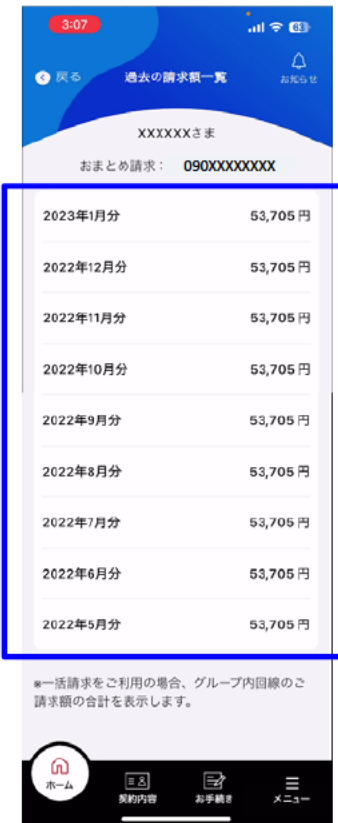 3:07
63
戻る
過去の請求額一覧
お知らせ
XXXXXXさま
おまとめ請求： 090XXXXXXXX
2023年1月分 53,705円
2022年12月分 53,705円
2022年11月分 53,705円
2022年10月分 53,705円
2022年9月分 53,705円
2022年8月分 53,705円
2022年7月分 53,705円
2022年6月分 53,705円
2022年5月分 53,705円
※一括請求をご利用の場合、グループ内回線のご
請求額の合計を表示します。
ホーム
契約内容
お手続き
メニュー